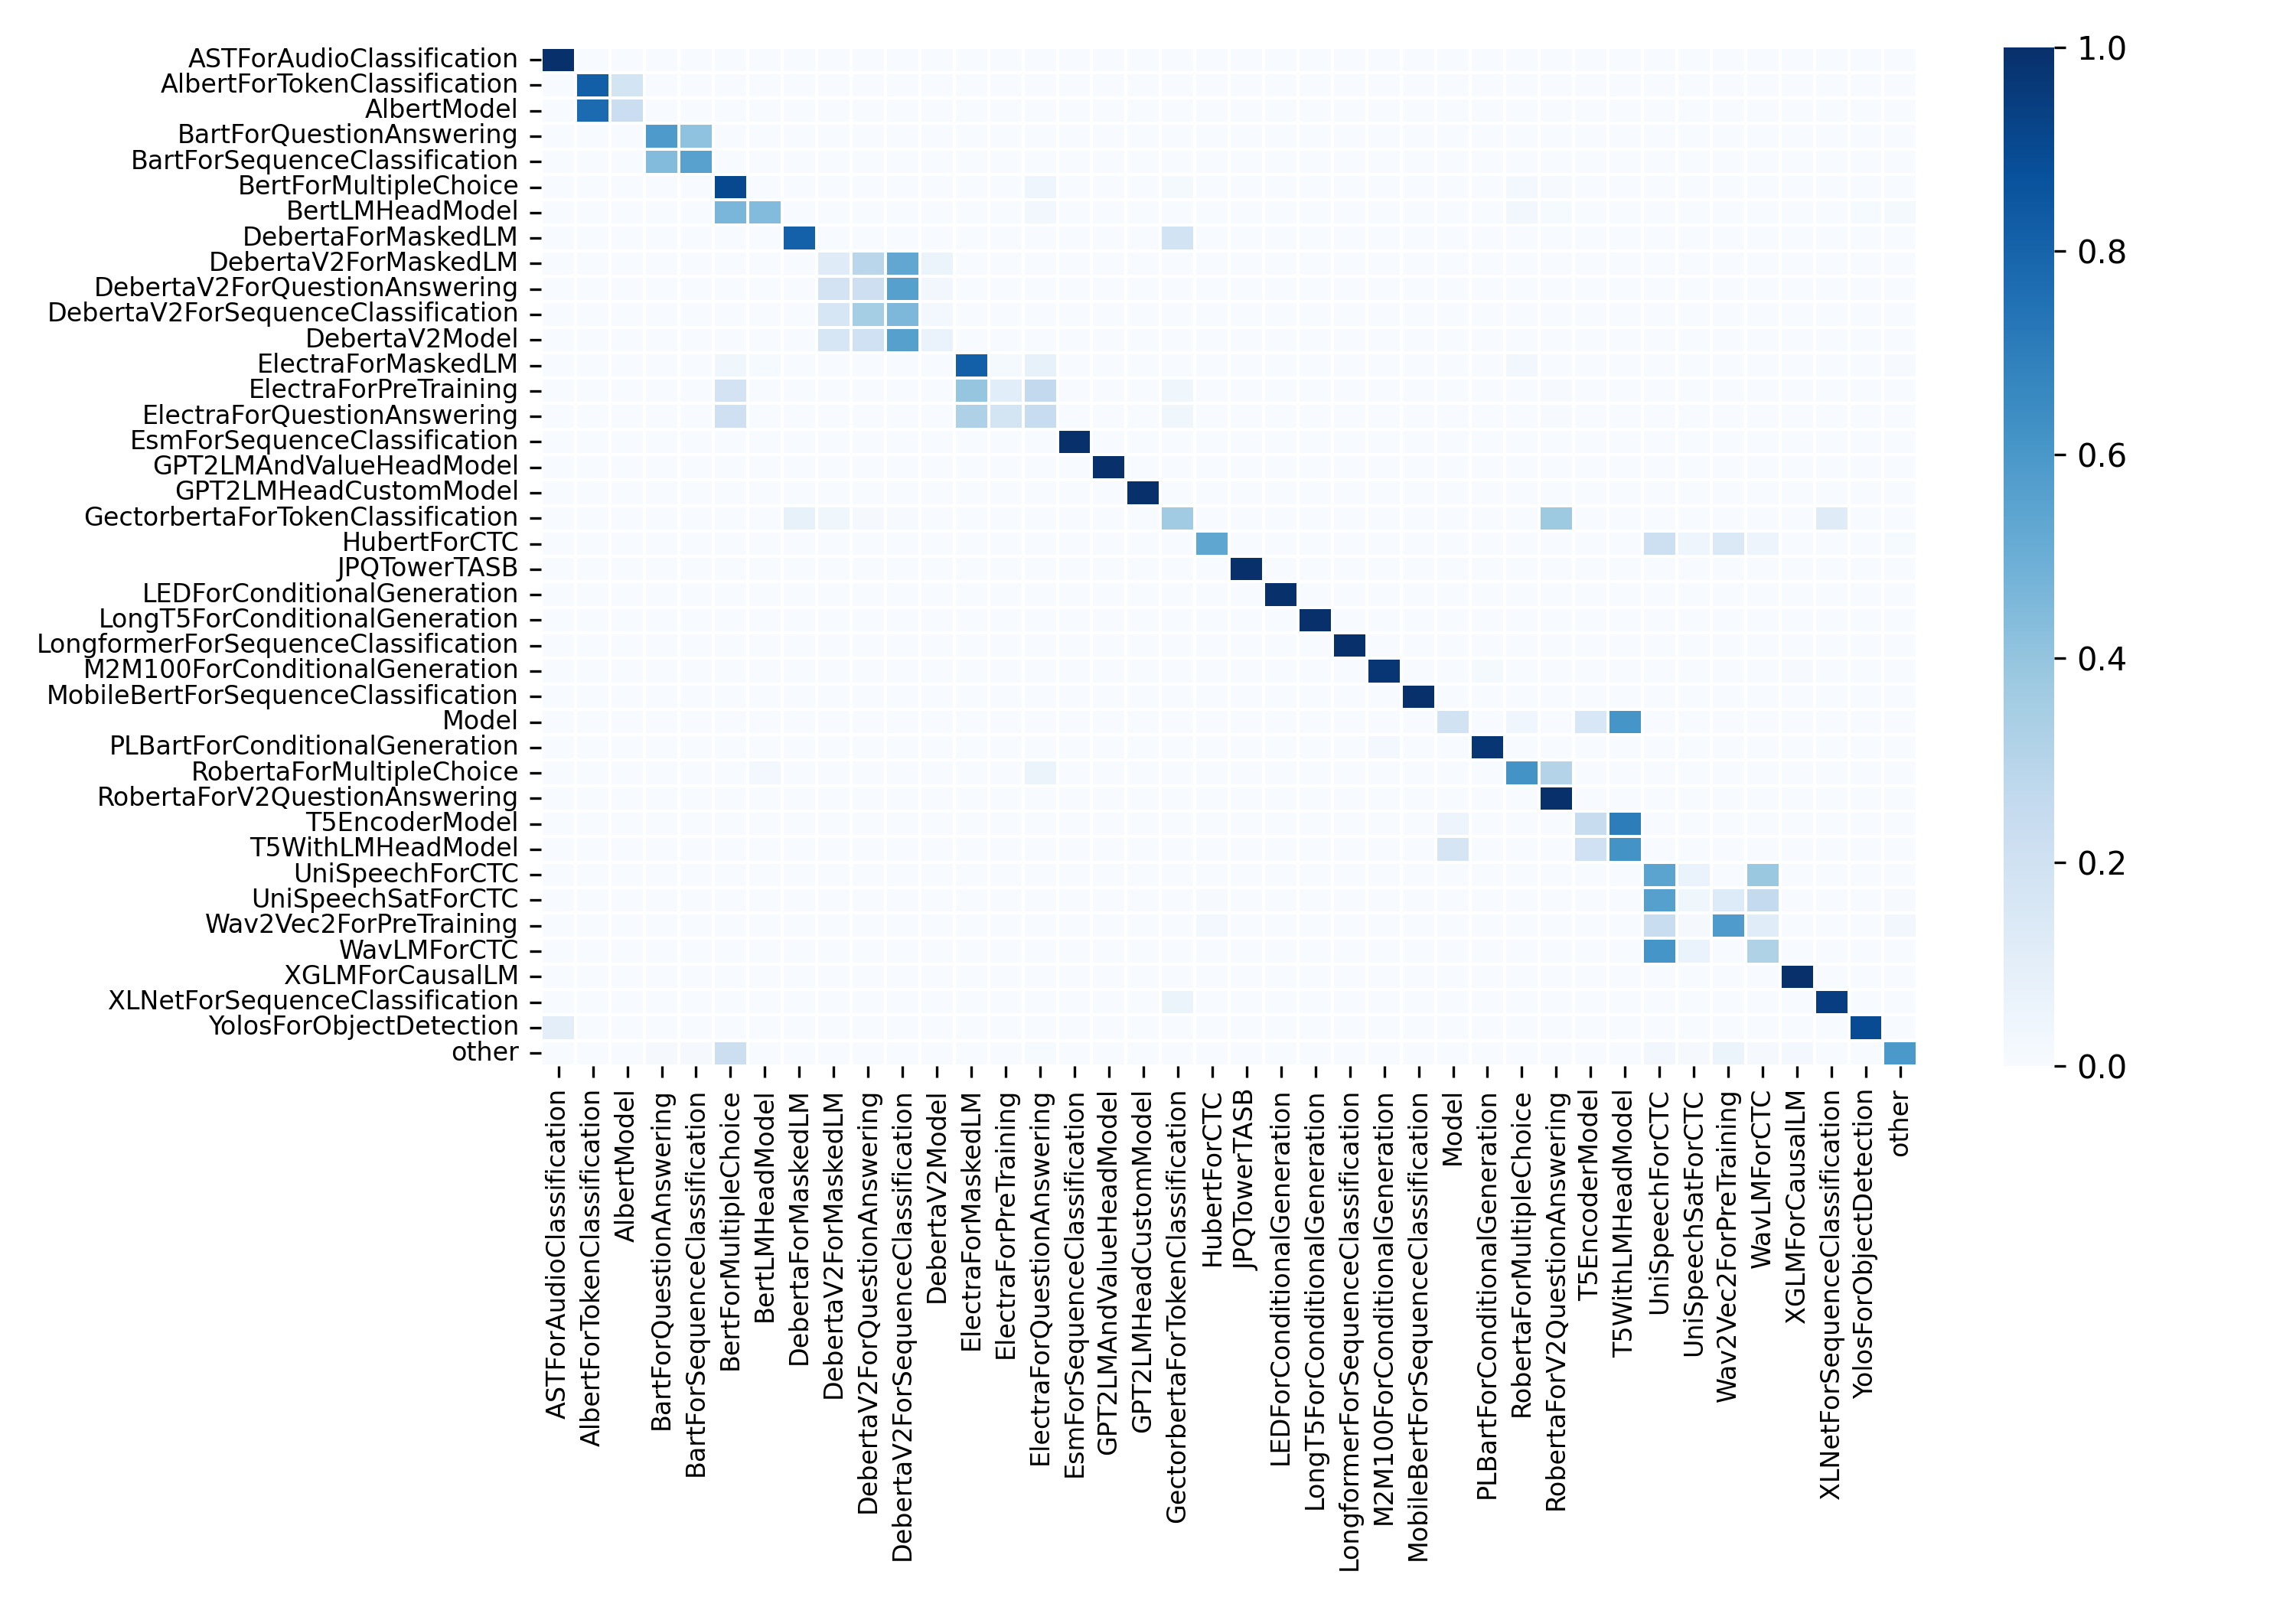 ASTForAudioClassification
AlbertForTokenClassification
AlbertModel
BartForQuestionAnswering
BartForSequenceClassification
BertForMultipleChoice
BertLMHeadModel
DebertaForMaskedLM
DebertaV2ForMaskedLM
DebertaV2ForQuestionAnswering
DebertaV2ForSequenceClassification
DebertaV2Model
ElectraForMaskedLM
ElectraForPreTraining
ElectraForQuestionAnswering
EsmForSequenceClassification
GPT2LMAndValueHeadModel
GPT2LMHeadCustomModel
GectorbertaForTokenClassification
HubertForCTC
JPQTowerTASB
LEDForConditionalGeneration
LongT5ForConditionalGeneration
LongformerForSequenceClassification
M2M100ForConditionalGeneration
MobileBertForSequenceClassification
Model
PLBartForConditionalGeneration
RobertaForMultipleChoice
RobertaForV2QuestionAnswering
T5EncoderModel
T5WithLMHeadModel
UniSpeechForCTC
UniSpeechSatForCTC
Wav2Vec2ForPreTraining
WavLMForCTC
XGLMForCausalLM
XLNetForSequenceClassification
YolosForObjectDetection
other
ASTForAudioClassification
AlbertForTokenClassification
AlbertModel
BartForQuestionAnswering
BartForSequenceClassification
BertForMultipleChoice
BertLMHeadModel
DebertaForMaskedLM
DebertaV2ForMaskedLM
DebertaV2ForQuestionAnswering
DebertaV2ForSequenceClassification
DebertaV2Model
ElectraForMaskedLM
ElectraForPreTraining
ElectraForQuestionAnswering
EsmForSequenceClassification
GPT2LMAndValueHeadModel
GPT2LMHeadCustomModel
GectorbertaForTokenClassification
HubertForCTC
JPQTowerTASB
LEDForConditionalGeneration
LongT5ForConditionalGeneration
LongformerForSequenceClassification
M2M100ForConditionalGeneration
MobileBertForSequenceClassification
Model
PLBartForConditionalGeneration
RobertaForMultipleChoice
RobertaForV2QuestionAnswering
T5EncoderModel
T5WithLMHeadModel
UniSpeechForCTC
UniSpeechSatForCTC
Wav2Vec2ForPreTraining
WavLMForCTC
XGLMForCausalLM
XLNetForSequenceClassification
YolosForObjectDetection
other
1.0
0.8
0.6
0.4
0.2
0.0